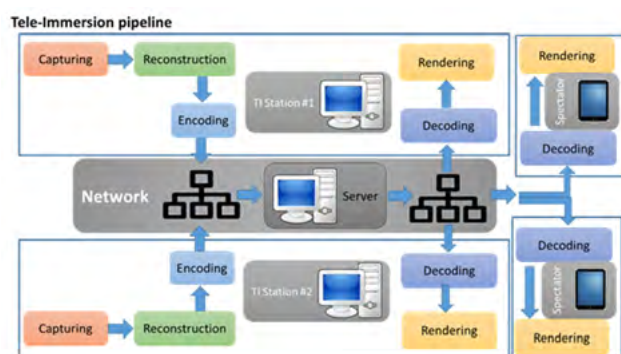 Tele-Immersion pipeline
Capturing
Reconstruction
Encoding
TI Station #1
Rendering
Decoding
Rendering
Spectator
Decoding
Network
Server
Encoding
TI Station #2
Decoding
Capturing
Reconstruction
Rendering
Decoding
Spectator
Rendering